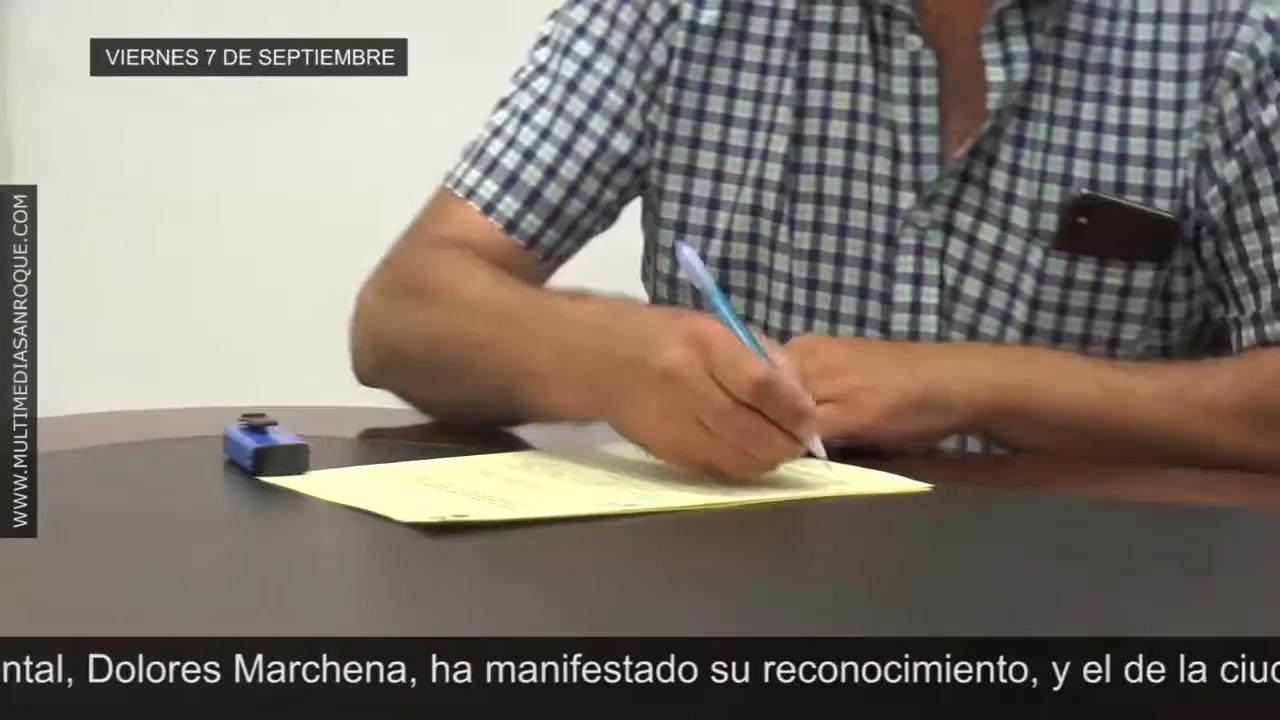 VIERNES 7 DE SEPTIEMBRE
WWW.MULTIMEDIASANROQUE.COM
ntal, Dolores Marchena, ha manifestado su reconocimiento, y el de la ciud